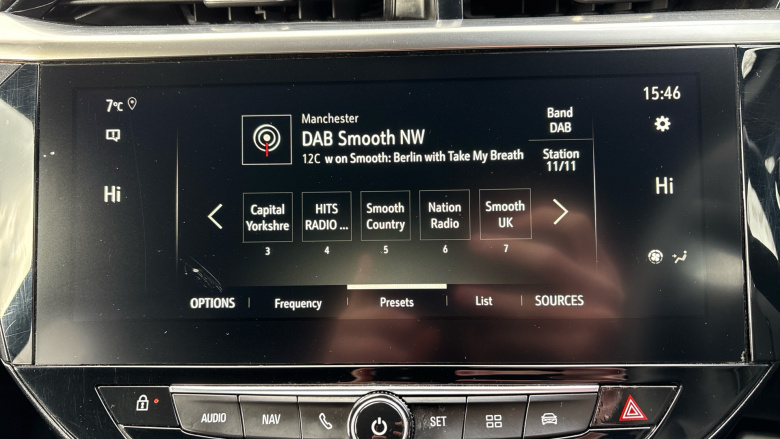 7°C
15:46
Manchester
DAB Smooth NW
12C w on Smooth: Berlin with Take My Breath
Band
DAB
Station
11/11
Hi
Hi
Capital
Yorkshre
3
HITS
RADIO ...
4
Smooth
Country
5
Nation
Radio
6
Smooth
UK
7
OPTIONS
Frequency
Presets
List
SOURCES
AUDIO
NAV
SET